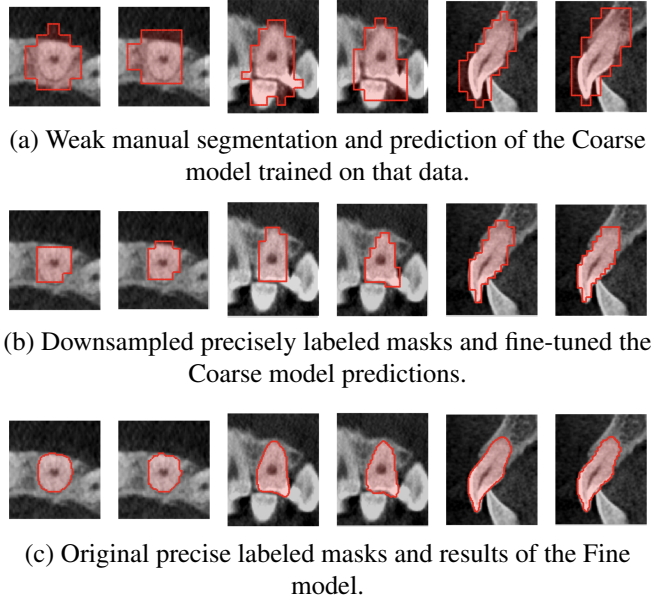 (a) Weak manual segmentation and prediction of the Coarse
model trained on that data.
(b) Downsampled precisely labeled masks and fine-tuned the
Coarse model predictions.
(c) Original precise labeled masks and results of the Fine
model.